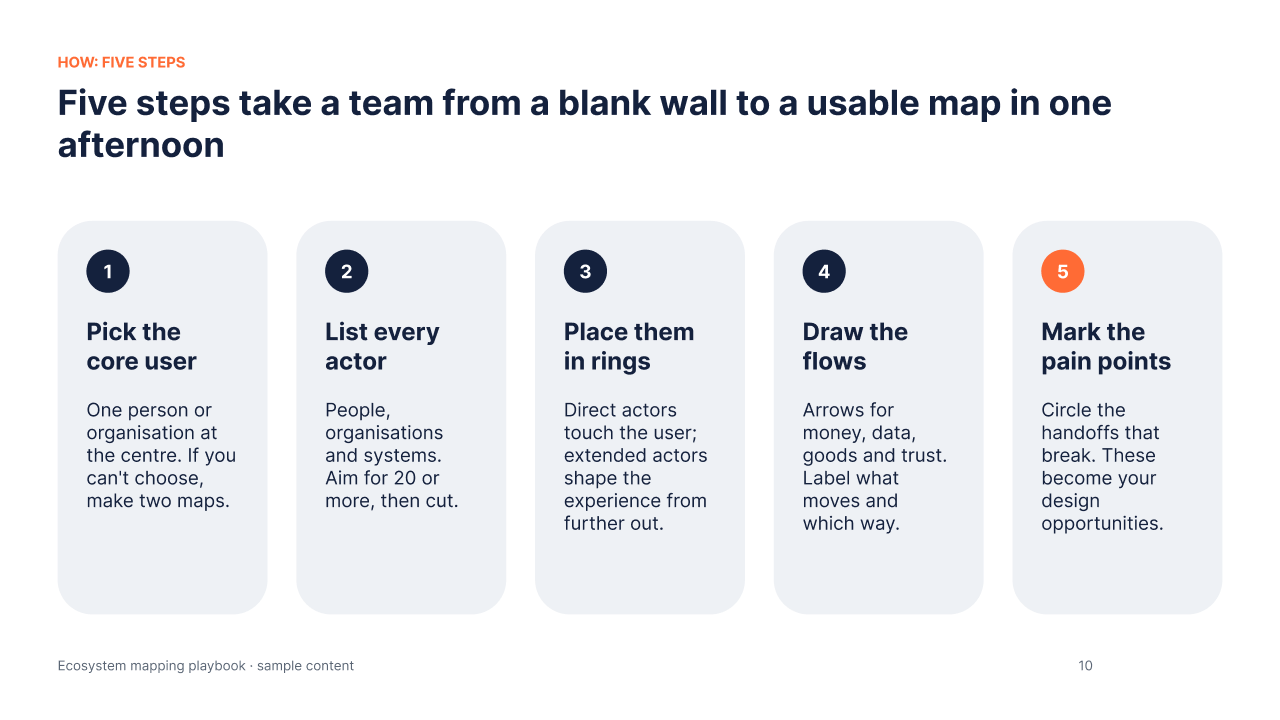 HOW: FIVE STEPS
Five steps take a team from a blank wall to a usable map in one
afternoon
1
Pick the
core user
One person or
organisation at
the centre. If you
can't choose,
make two maps.
2
List every
actor
People,
organisations
and systems.
Aim for 20 or
more, then cut.
3
Place them
in rings
Direct actors
touch the user;
extended actors
shape the
experience from
further out.
4
Draw the
flows
Arrows for
money, data,
goods and trust.
Label what
moves and
which way.
5
Mark the
pain points
Circle the
handoffs that
break. These
become your
design
opportunities.
Ecosystem mapping playbook · sample content
10